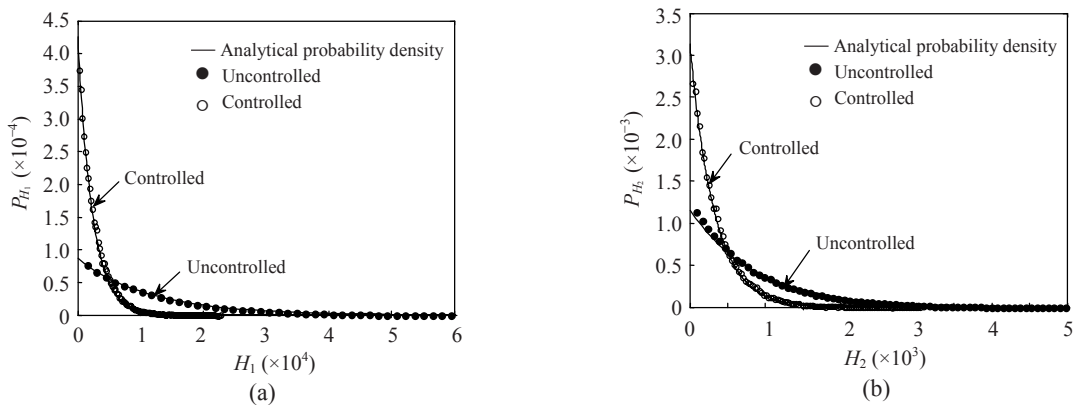 4.5
4.0
3.5
3.0
2.5
2.0
1.5
1.0
0.5
0
P_{H_1} (×10^{-4})
Analytical probability density
Uncontrolled
Controlled
Controlled
Uncontrolled
0 1 2 3 4 5 6
H_1 (×10^4)
(a)
3.5
3.0
2.5
2.0
1.5
1.0
0.5
0
P_{H_2} (×10^{-3})
Analytical probability density
Uncontrolled
Controlled
Controlled
Uncontrolled
0 1 2 3 4 5
H_2 (×10^3)
(b)